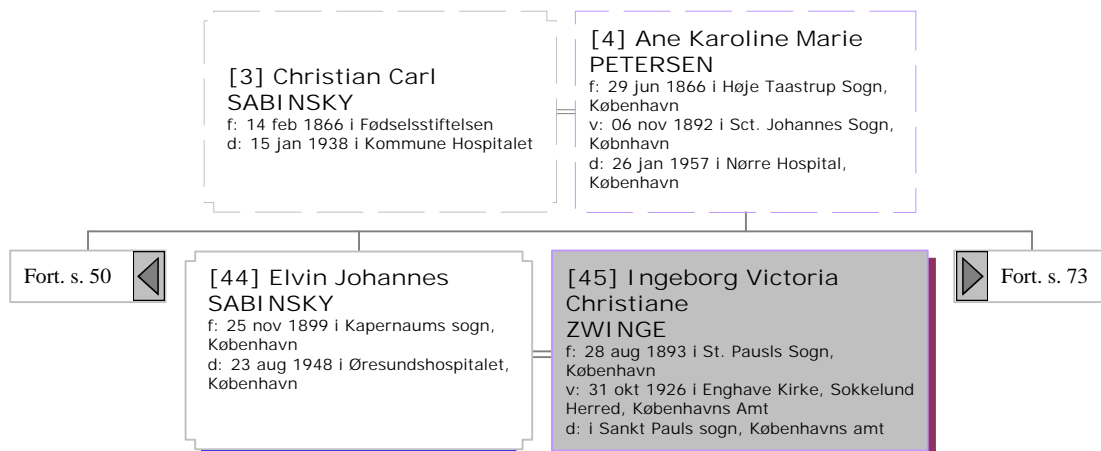 [3] Christian Carl
SABINSKY
f: 14 feb 1866 i Fødselsstiftelsen
d: 15 jan 1938 i Kommune Hospitalet
[4] Ane Karoline Marie
PETERSEN
f: 29 jun 1866 i Høje Taastrup Sogn,
København
v: 06 nov 1892 i Sct. Johannes Sogn,
Købnhavn
d: 26 jan 1957 i Nørre Hospital,
København
Fort. s. 50
[44] Elvin Johannes
SABINSKY
f: 25 nov 1899 i Kapernaums sogn,
København
d: 23 aug 1948 i Øresundshospitalet,
København
[45] Ingeborg Victoria
Christiane
ZWINGE
f: 28 aug 1893 i St. Pausls Sogn,
København
v: 31 okt 1926 i Enghave Kirke, Sokkelund
Herred, Københavns Amt
d: i Sankt Pauls sogn, Københavns amt
Fort. s. 73